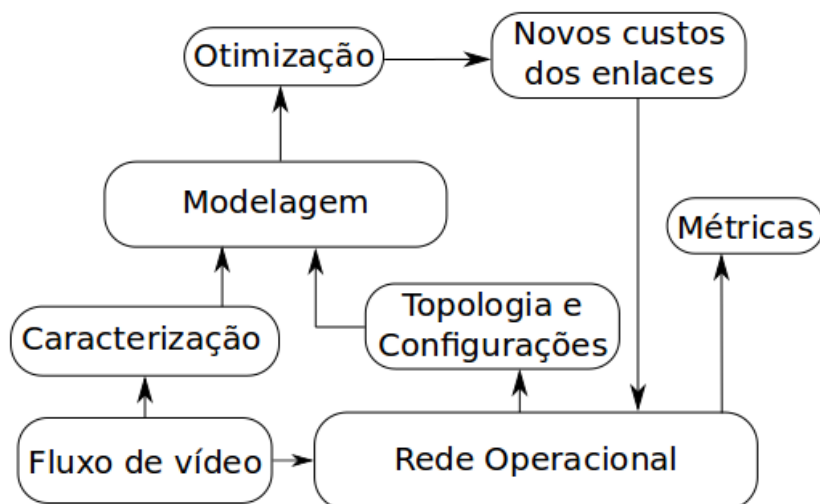 Otimização
Novos custos
dos enlaces
Modelagem
Métricas
Topologia e
Configurações
Caracterização
Fluxo de vídeo
Rede Operacional